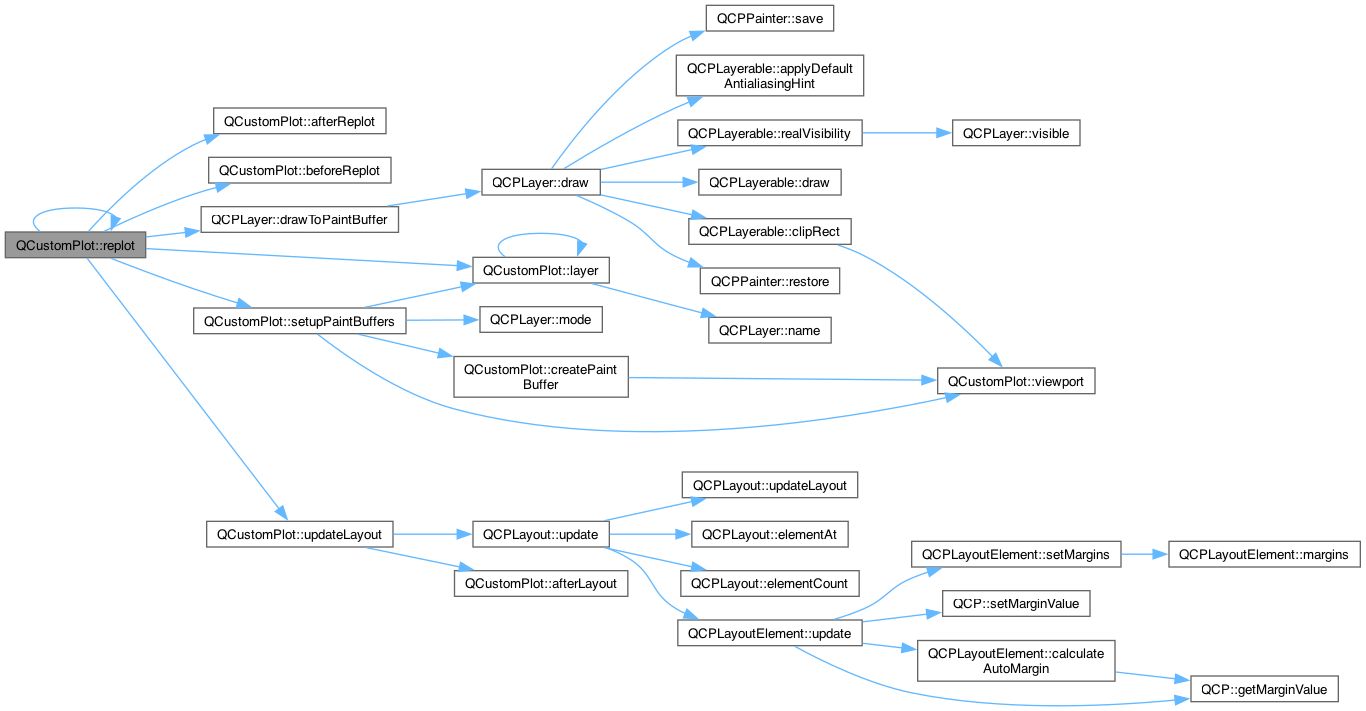 QCPPainter::save
QCPLayerable::applyDefault
AntialiasingHint
QCustomPlot::afterReplot
QCPLayerable::realVisibility
QCPLayer::visible
QCustomPlot::beforeReplot
QCPLayer::draw
QCPLayerable::draw
QCPLayer::drawToPaintBuffer
QCPLayerable::clipRect
QCustomPlot::replot
QCustomPlot::layer
QCPPainter::restore
QCustomPlot::setupPaintBuffers
QCPLayer::mode
QCPLayer::name
QCustomPlot::createPaint
Buffer
QCustomPlot::viewport
QCPLayout::updateLayout
QCustomPlot::updateLayout
QCPLayout::update
QCPLayout::elementAt
QCPLayoutElement::setMargins
QCPLayoutElement::margins
QCustomPlot::afterLayout
QCPLayout::elementCount
QCP::setMarginValue
QCPLayoutElement::update
QCPLayoutElement::calculate
AutoMargin
QCP::getMarginValue